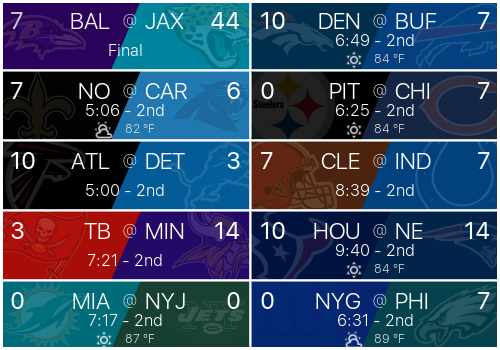 7 BAL @ JAX 44
Final
10 DEN @ BUF 7
6:49 - 2nd
84 °F
7 NO @ CAR 6
5:06 - 2nd
82 °F
0 PIT @ CHI 7
Steelers
6:25 - 2nd
84 °F
10 ATL @ DET 3
5:00 - 2nd
7 CLE @ IND 7
8:39 - 2nd
3 TB @ MIN 14
7:21 - 2nd
10 HOU @ NE 14
9:40 - 2nd
84 °F
0 MIA @ NYJ 0
JETS
7:17 - 2nd
87 °F
0 NYG @ PHI 7
6:31 - 2nd
89 °F